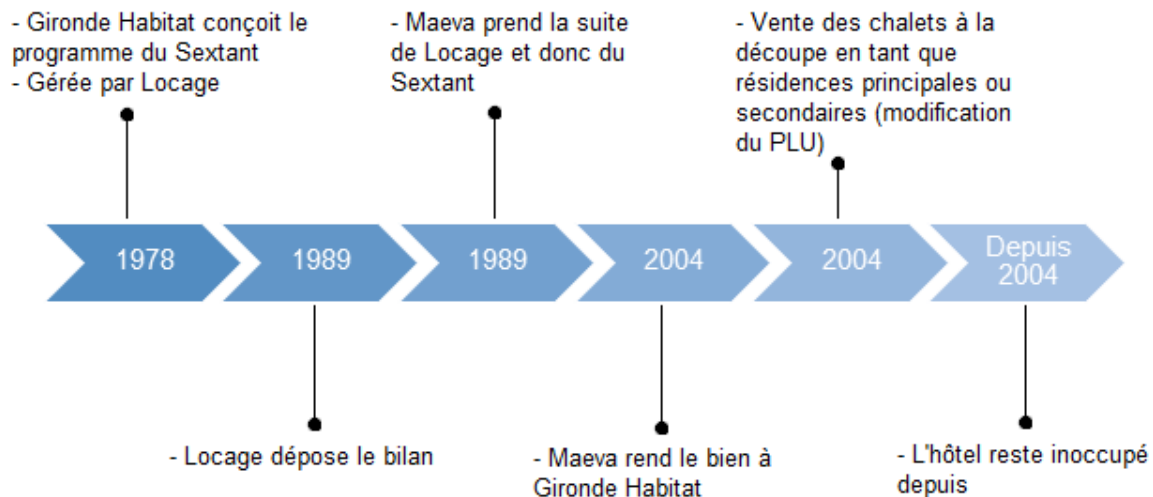 - Gironde Habitat conçoit le
programme du Sextant
- Gérée par Locage
- Maeva prend la suite
de Locage et donc du
Sextant
- Vente des chalets à la
découpe en tant que
résidences principales ou
secondaires (modification
du PLU)
1978
1989
1989
2004
2004
Depuis
2004
- Locage dépose le bilan
- Maeva rend le bien à
Gironde Habitat
- L'hôtel reste inoccupé
depuis